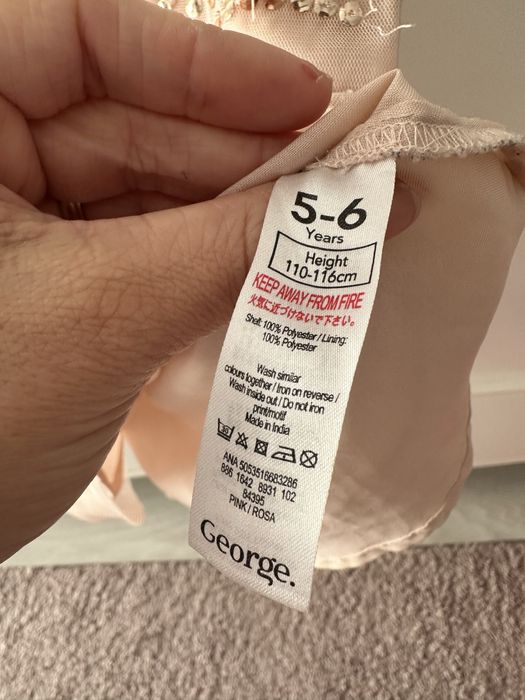 5-6
Years
Height
110-116cm
KEEP AWAY FROM FIRE
火気に近づけないで下さい。
Shell: 100% Polyester / Lining:
100% Polyester
Wash similar
colours together / Iron on reverse /
Wash inside out / Do not iron
print/motif
Made in India
ANA 5053516683286
886 1642 8931 102
84395
PINK / ROSA
George.